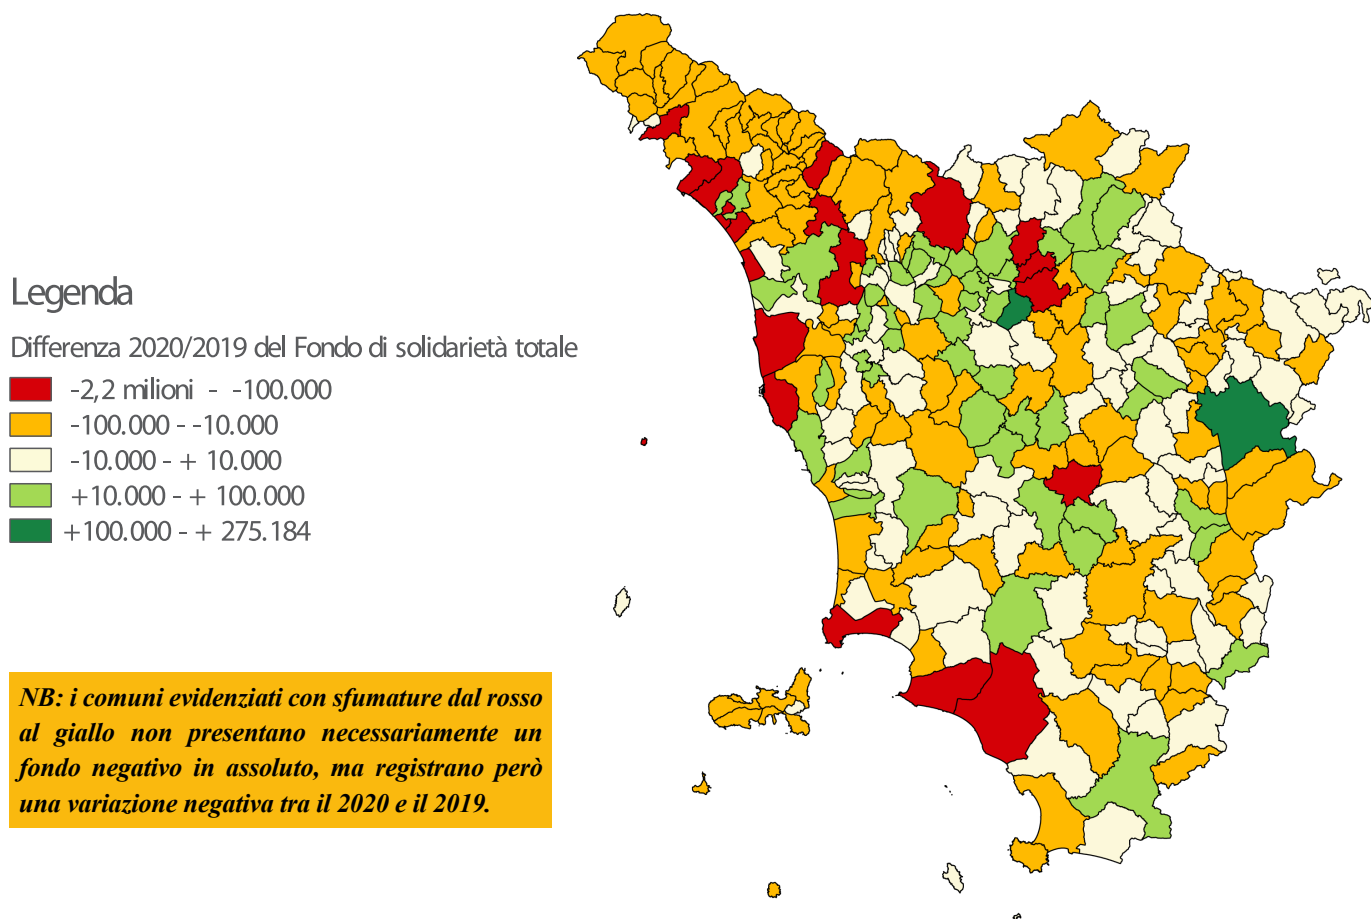 Legenda
Differenza 2020/2019 del Fondo di solidarietà totale
-2,2 milioni - -100.000
-100.000 - -10.000
-10.000 - + 10.000
+10.000 - + 100.000
+100.000 - + 275.184
NB: i comuni evidenziati con sfumature dal rosso
al giallo non presentano necessariamente un
fondo negativo in assoluto, ma registrano però
una variazione negativa tra il 2020 e il 2019.